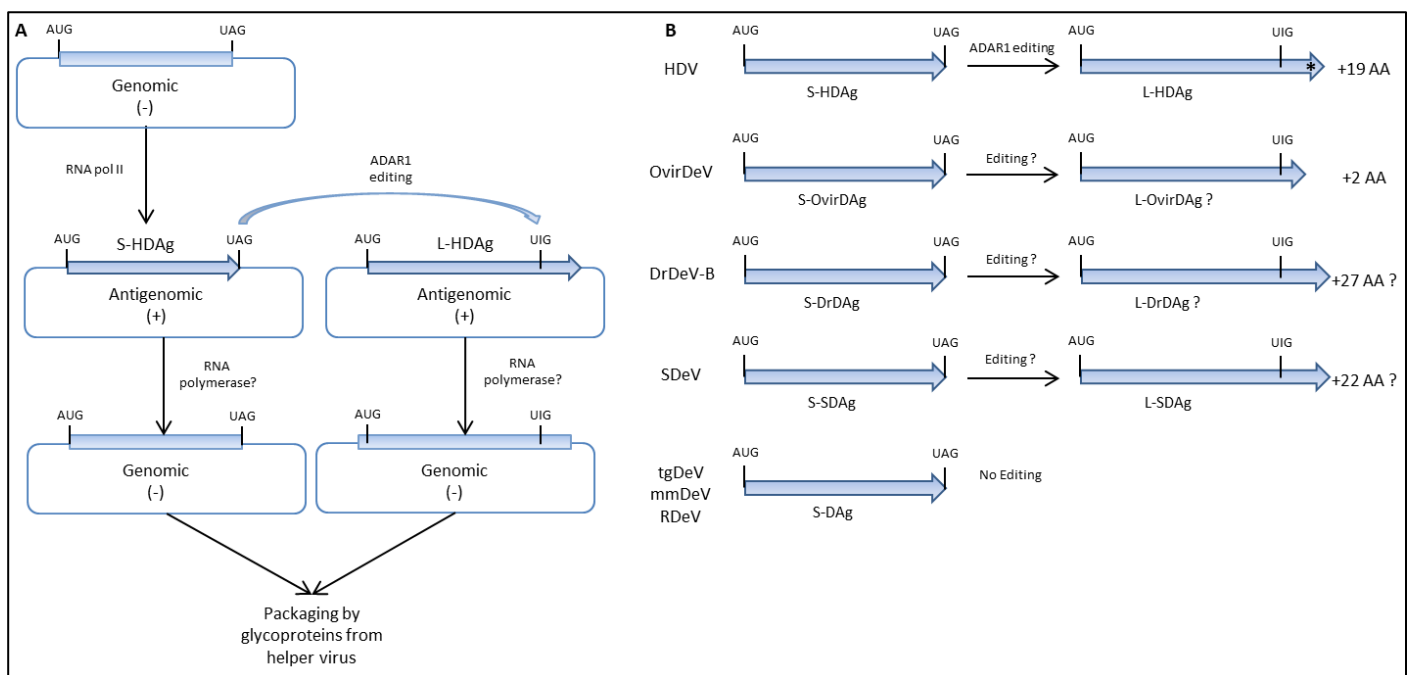 A
AUG
UAG
Genomic
(-)
RNA pol II
ADAR1
editing
AUG
S-HDAg
UAG
AUG
L-HDAg
UIG
Antigenomic
(+)
Antigenomic
(+)
RNA
polymerase?
RNA
polymerase?
AUG
UAG
AUG
UIG
Genomic
(-)
Genomic
(-)
Packaging by
glycoproteins from
helper virus
B
HDV
AUG
UAG
S-HDAg
ADAR1 editing
AUG
UIG
*
L-HDAg
+19 AA
OvirDeV
AUG
UAG
S-OvirDAg
Editing ?
AUG
UIG
L-OvirDAg ?
+2 AA
DrDeV-B
AUG
UAG
S-DrDAg
Editing ?
AUG
UIG
L-DrDAg ?
+27 AA ?
SDeV
AUG
UAG
S-SDAg
Editing ?
AUG
UIG
L-SDAg
+22 AA ?
tgDeV
mmDeV
RDeV
AUG
UAG
S-DAg
No Editing